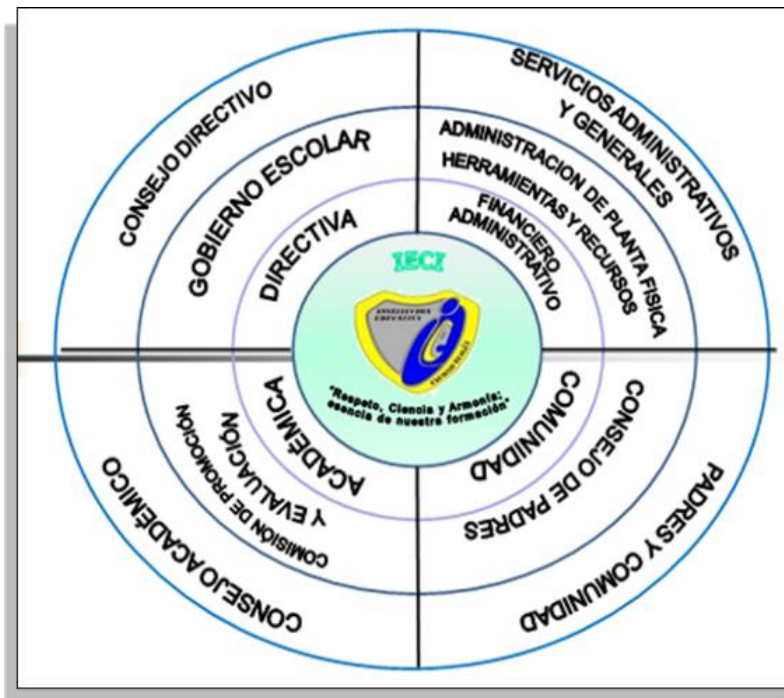 CONSEJO DIRECTIVO
GOBIERNO ESCOLAR
DIRECTIVA
SERVICIOS ADMINISTRATIVOS
Y GENERALES
ADMINISTRACION DE PLANTA FISICA
HERRAMIENTAS Y RECURSOS
FINANCIERO
ADMINISTRATIVO
IECI
"Respeto, Ciencia y Armonía;
esencia de nuestra formación"
ACADÉMICA
COMISIÓN DE PROMOCIÓN
Y EVALUACIÓN
CONSEJO ACADÉMICO
COMUNIDAD
CONSEJO DE PADRES
PADRES Y COMUNIDAD